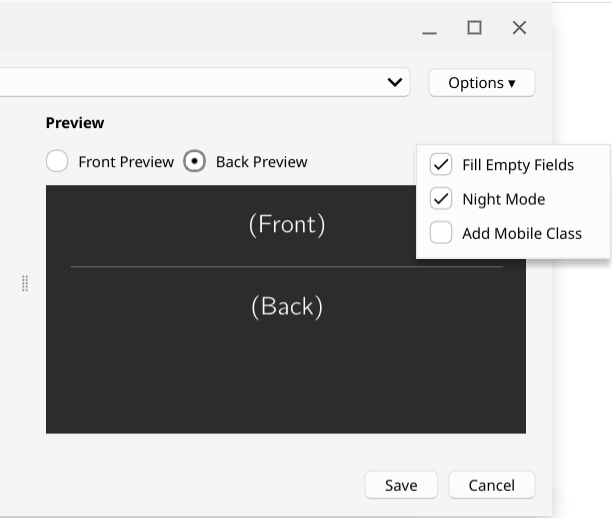 Options ▾
Preview
Front Preview Back Preview
Fill Empty Fields
Night Mode
Add Mobile Class
(Front)
(Back)
Save Cancel